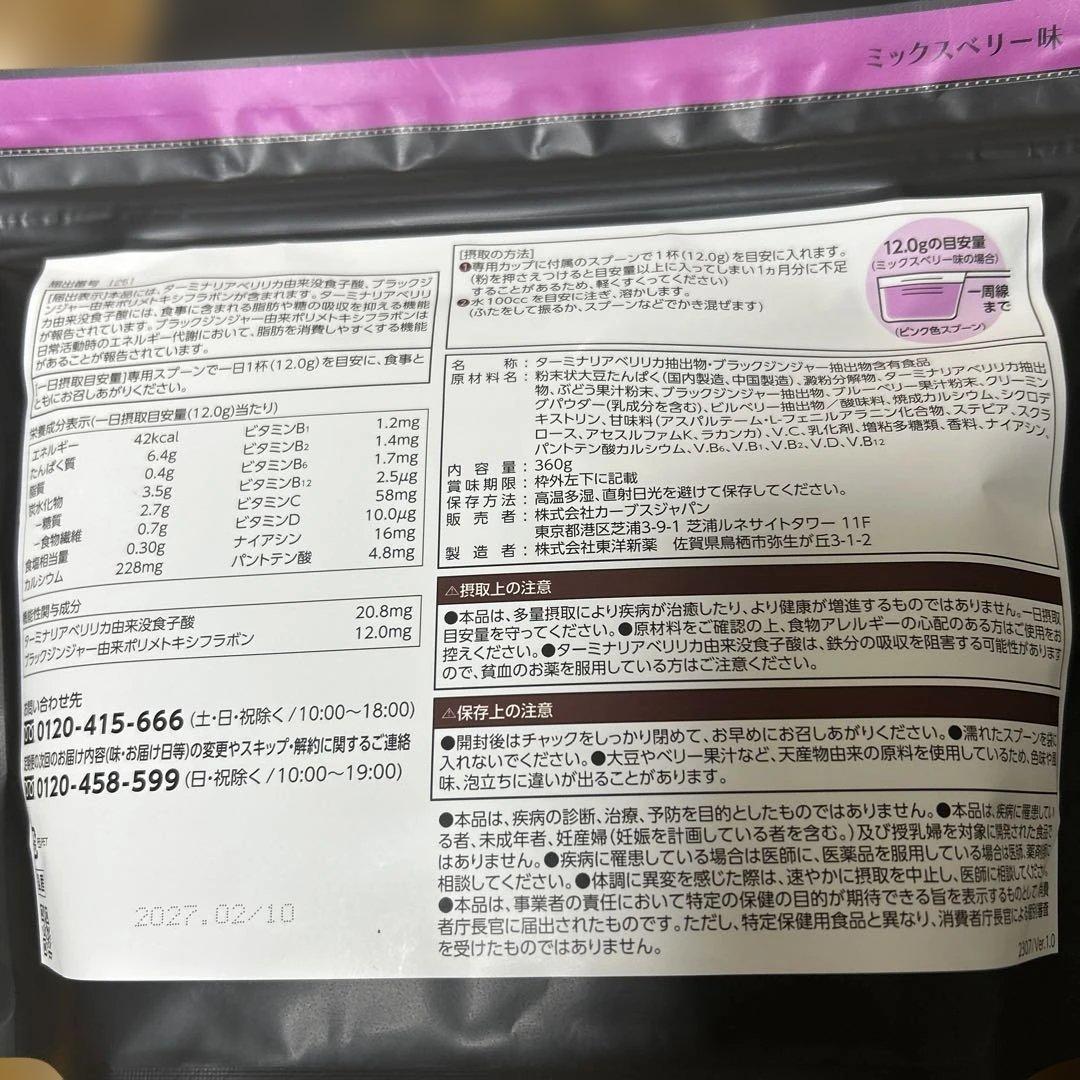 ミックスベリー味
届出番号
[届出表示]本品には、ターミナリアベリリカ由来没食子酸、ブラックジ
ンジャー由来ポリメトキシフラボンが含まれます。ターミナリアベリリ
カ由来没食子酸には、食事に含まれる脂肪や糖の吸収を抑える機能
が報告されています。ブラックジンジャー由来ポリメトキシフラボンは
日常活動時のエネルギー代謝において、脂肪を消費しやすくする機能
があることが報告されています。
[一日摂取目安量]専用スプーンで一日1杯(12.0g)を目安に、食事と
ともにお召しあがりください。
栄養成分表示(一日摂取目安量(12.0g)当たり)
エネルギー 42kcal ビタミンB1 1.2mg
たんぱく質 6.4g ビタミンB2 1.4mg
脂質 0.4g ビタミンB6 1.7mg
炭水化物 3.5g ビタミンB12 2.5μg
−糖質 2.7g ビタミンC 58mg
−食物繊維 0.7g ビタミンD 10.0μg
食塩相当量 0.30g ナイアシン 16mg
カルシウム 228mg パントテン酸 4.8mg
機能性関与成分
ターミナリアベリリカ由来没食子酸 20.8mg
ブラックジンジャー由来ポリメトキシフラボン 12.0mg
お問い合わせ先
0120-415-666 (土・日・祝除く/10:00〜18:00)
定期便の次回のお届け内容(味・お届け日等)の変更やスキップ・解約に関するご連絡
0120-458-599 (日・祝除く/10:00〜19:00)
PE,PET
2027.02/10
[摂取の方法]
❶専用カップに付属のスプーンで1杯(12.0g)を目安に入れます。
(粉を押さえつけると目安量以上に入ってしまい1ヵ月分に不足
することがあるため、軽くすくってください)
❷水100ccを目安に注ぎ、溶かします。
(ふたをして振るか、スプーンなどでかき混ぜます)
12.0gの目安量
(ミックスベリー味の場合)
一周線
まで
(ピンク色スプーン)
名称:ターミナリアベリリカ抽出物・ブラックジンジャー抽出物含有食品
原材料名:粉末状大豆たんぱく(国内製造、中国製造)、澱粉分解物、ターミナリアベリリカ抽出
物、ぶどう果汁粉末、ブラックジンジャー抽出物、ブルーベリー果汁粉末、クリーミン
グパウダー(乳成分を含む)、ビルベリー抽出物/酸味料、焼成カルシウム、シクロデ
キストリン、甘味料(アスパルテーム・L-フェニルアラニン化合物、ステビア、スクラ
ロース、アセスルファムK、ラカンカ)、V.C、乳化剤、増粘多糖類、香料、ナイアシン、
パントテン酸カルシウム、V.B6、V.B1、V.B2、V.D、V.B12
内容量:360g
賞味期限:枠外左下に記載
保存方法:高温多湿、直射日光を避けて保存してください。
販売者:株式会社カーブスジャパン
東京都港区芝浦3-9-1 芝浦ルネサイトタワー 11F
製造者:株式会社東洋新薬 佐賀県鳥栖市弥生が丘3-1-2
⚠摂取上の注意
●本品は、多量摂取により疾病が治癒したり、より健康が増進するものではありません。一日摂取
目安量を守ってください。●原材料をご確認の上、食物アレルギーの心配のある方はご使用をお
控えください。●ターミナリアベリリカ由来没食子酸は、鉄分の吸収を阻害する可能性があります
ので、貧血のお薬を服用している方はご注意ください。
⚠保存上の注意
●開封後はチャックをしっかり閉めて、お早めにお召しあがりください。●濡れたスプーンを袋に
入れないでください。●大豆やベリー果汁など、天産物由来の原料を使用しているため、色味や風
味、泡立ちに違いが出ることがあります。
●本品は、疾病の診断、治療、予防を目的としたものではありません。●本品は、疾病に罹患してい
る者、未成年者、妊産婦(妊娠を計画している者を含む。)及び授乳婦を対象に開発された食品で
はありません。●疾病に罹患している場合は医師に、医薬品を服用している場合は医師、薬剤師に
相談してください。●体調に異変を感じた際は、速やかに摂取を中止し、医師に相談してください。
●本品は、事業者の責任において特定の保健の目的が期待できる旨を表示するものとして、消費
者庁長官に届出されたものです。ただし、特定保健用食品と異なり、消費者庁長官による個別審査
を受けたものではありません。
2307/Ver.1.0